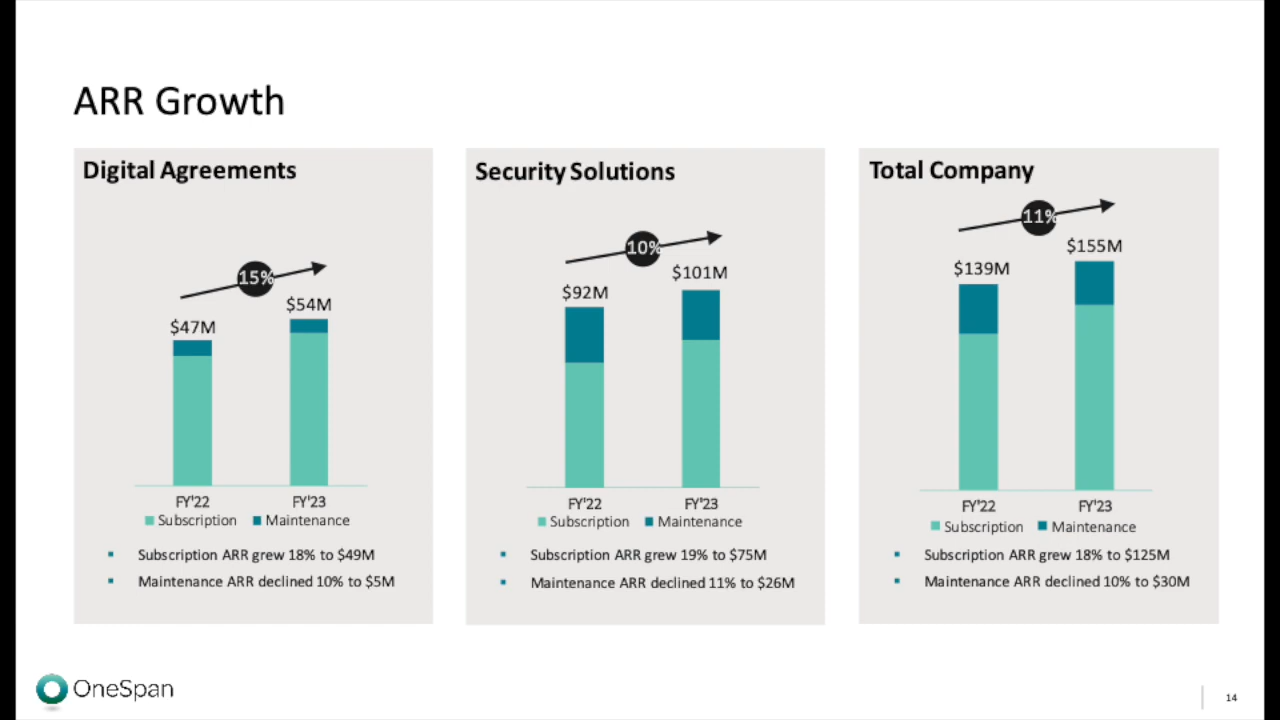 ARR Growth
Digital Agreements
15%
$47M
$54M
FY'22
FY'23
Subscription
Maintenance
Subscription ARR grew 18% to $49M
Maintenance ARR declined 10% to $5M
Security Solutions
10%
$92M
$101M
FY'22
FY'23
Subscription
Maintenance
Subscription ARR grew 19% to $75M
Maintenance ARR declined 11% to $26M
Total Company
11%
$139M
$155M
FY'22
FY'23
Subscription
Maintenance
Subscription ARR grew 18% to $125M
Maintenance ARR declined 10% to $30M
OneSpan
14